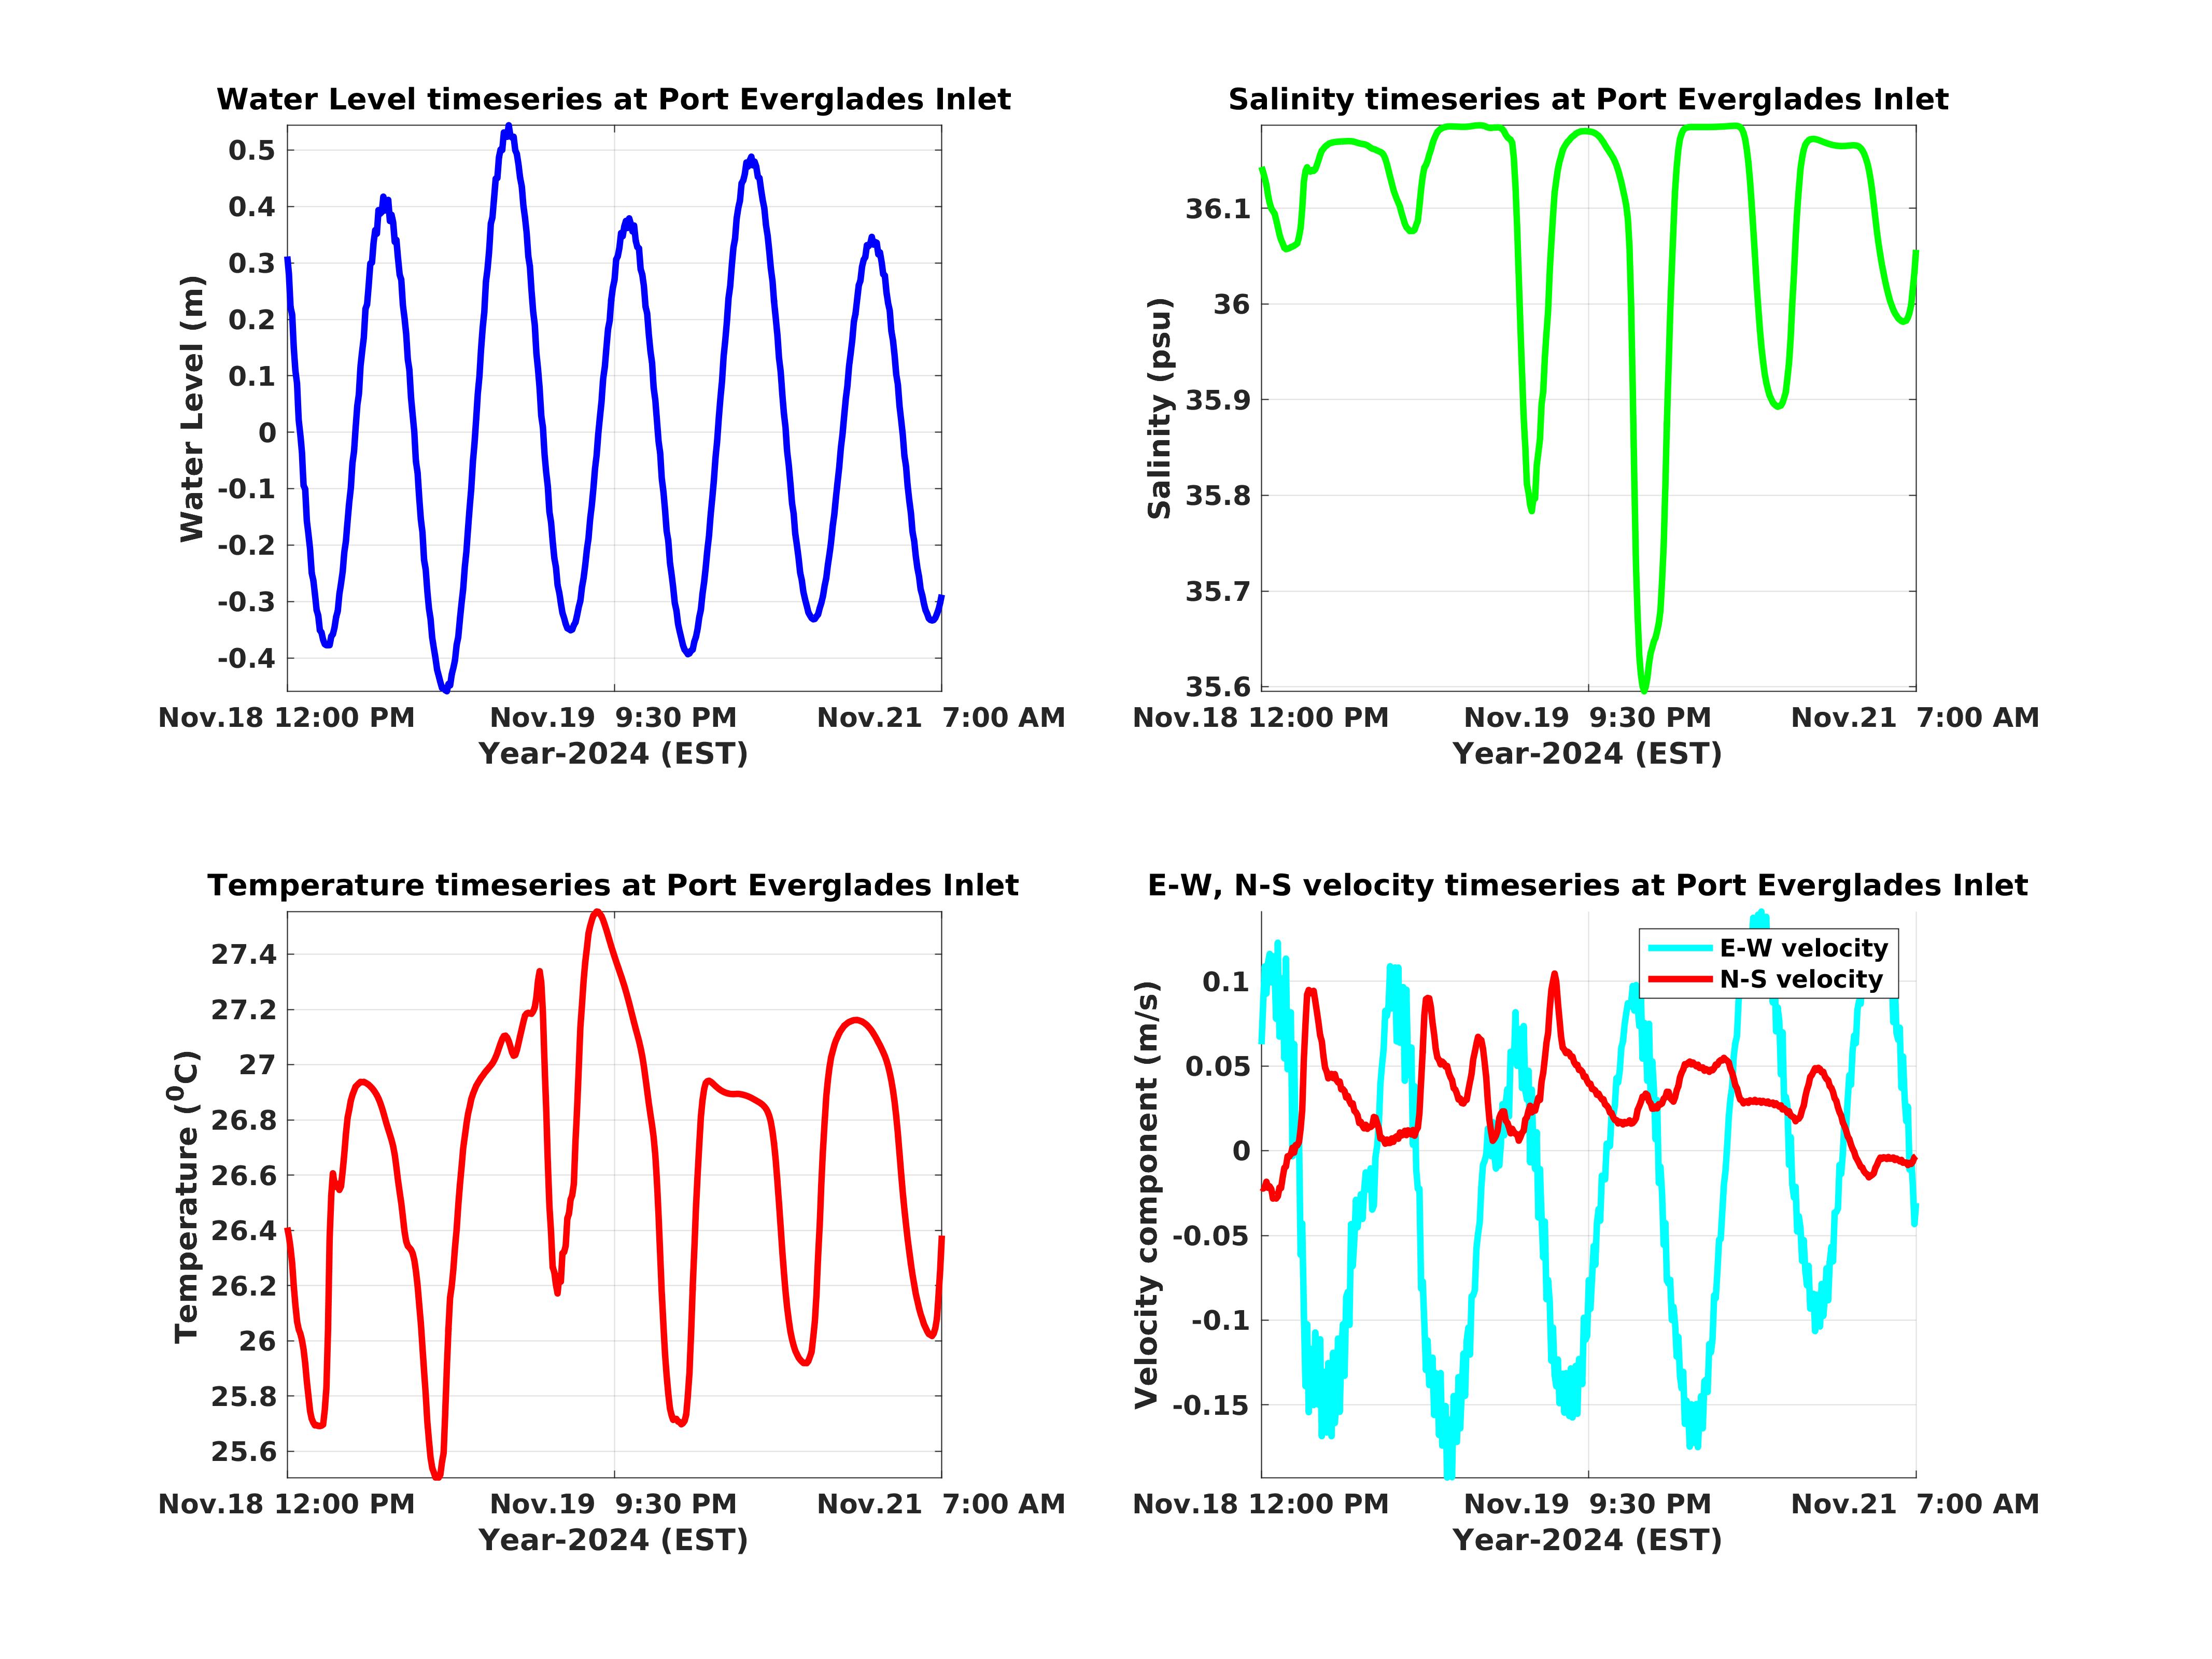 Water Level timeseries at Port Everglades Inlet
Water Level (m)
0.5
0.4
0.3
0.2
0.1
0
-0.1
-0.2
-0.3
-0.4
Nov.18 12:00 PM Nov.19 9:30 PM Nov.21 7:00 AM
Year-2024 (EST)
Salinity timeseries at Port Everglades Inlet
Salinity (psu)
36.1
36
35.9
35.8
35.7
35.6
Nov.18 12:00 PM Nov.19 9:30 PM Nov.21 7:00 AM
Year-2024 (EST)
Temperature timeseries at Port Everglades Inlet
Temperature (⁰C)
27.4
27.2
27
26.8
26.6
26.4
26.2
26
25.8
25.6
Nov.18 12:00 PM Nov.19 9:30 PM Nov.21 7:00 AM
Year-2024 (EST)
E-W, N-S velocity timeseries at Port Everglades Inlet
Velocity component (m/s)
E-W velocity
N-S velocity
0.1
0.05
0
-0.05
-0.1
-0.15
Nov.18 12:00 PM Nov.19 9:30 PM Nov.21 7:00 AM
Year-2024 (EST)